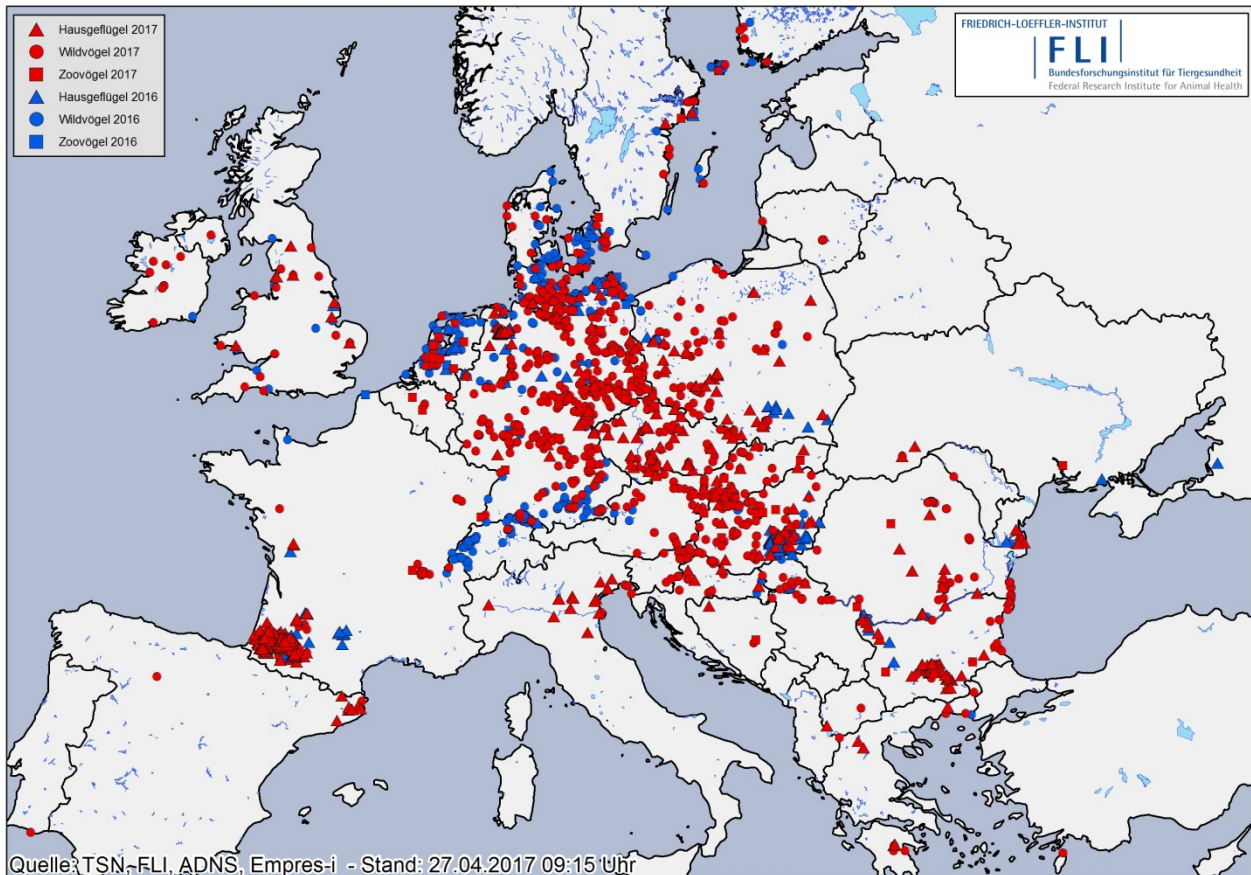 Hausgeflügel 2017
Wildvögel 2017
Zoovögel 2017
Hausgeflügel 2016
Wildvögel 2016
Zoovögel 2016
FRIEDRICH-LOEFFLER-INSTITUT
FLI
Bundesforschungsinstitut für Tiergesundheit
Federal Research Institute for Animal Health
Quelle: TSN, FLI, ADNS, Empres-i - Stand: 27.04.2017 09:15 Uhr